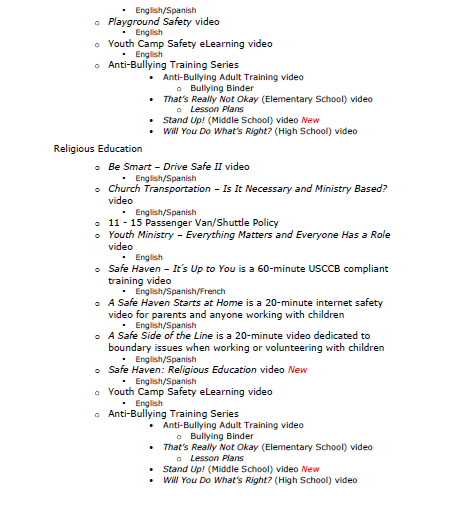 • English/Spanish
o Playground Safety video
• English
o Youth Camp Safety eLearning video
• English
o Anti-Bullying Training Series
• Anti-Bullying Adult Training video
o Bullying Binder
• That's Really Not Okay (Elementary School) video
o Lesson Plans
• Stand Up! (Middle School) video New
• Will You Do What's Right? (High School) video
Religious Education
o Be Smart – Drive Safe II video
• English/Spanish
o Church Transportation – Is It Necessary and Ministry Based?
video
• English/Spanish
o 11 - 15 Passenger Van/Shuttle Policy
o Youth Ministry – Everything Matters and Everyone Has a Role
video
• English
o Safe Haven – It's Up to You is a 60-minute USCCB compliant
training video
• English/Spanish/French
o A Safe Haven Starts at Home is a 20-minute internet safety
video for parents and anyone working with children
• English/Spanish
o A Safe Side of the Line is a 20-minute video dedicated to
boundary issues when working or volunteering with children
• English/Spanish
o Safe Haven: Religious Education video New
• English/Spanish
o Youth Camp Safety eLearning video
• English
o Anti-Bullying Training Series
• Anti-Bullying Adult Training video
o Bullying Binder
• That's Really Not Okay (Elementary School) video
o Lesson Plans
• Stand Up! (Middle School) video New
• Will You Do What's Right? (High School) video